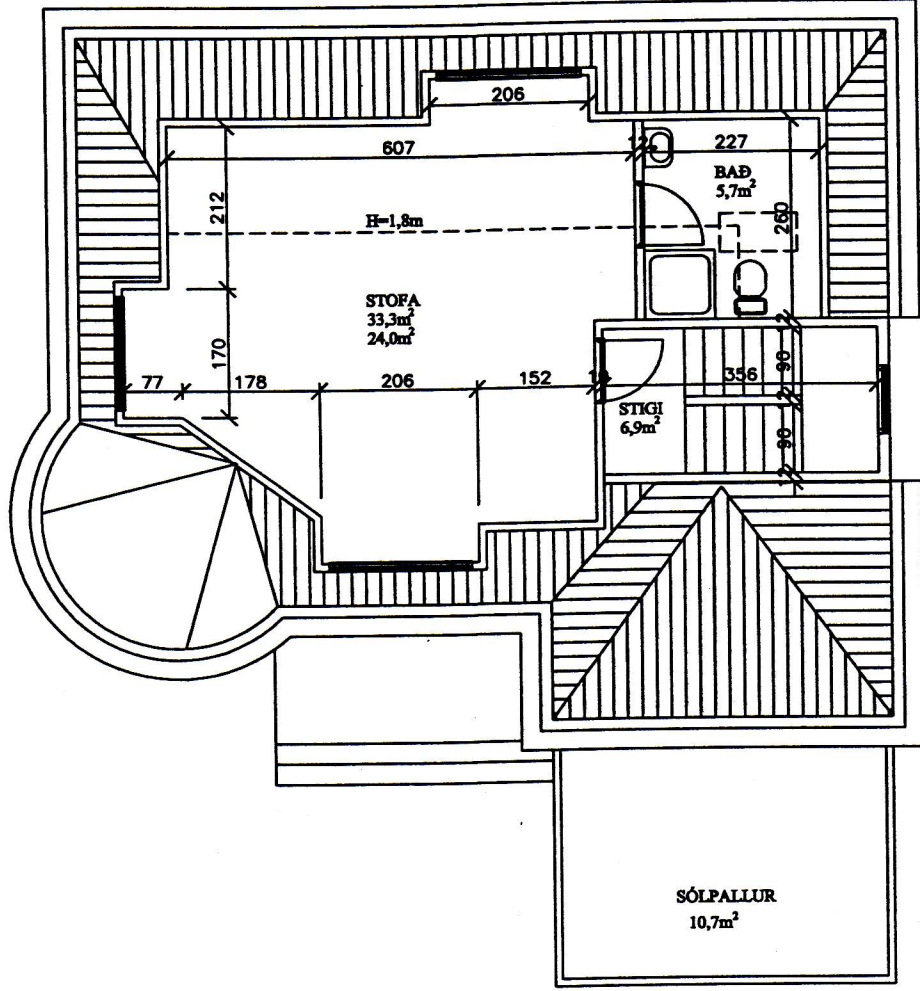 206
607
12
227
BAÐ
5,7m²
212
H=1,8m
260
STOFA
33,3m²
24,0m²
170
12
90
77
178
206
152
356
STIGI
6,9m²
12
90
12
SÓLPALLUR
10,7m²